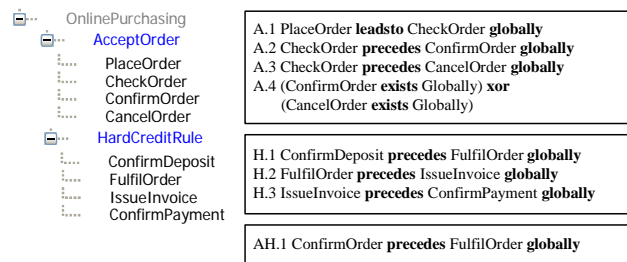 OnlinePurchasing
AcceptOrder
PlaceOrder
CheckOrder
ConfirmOrder
CancelOrder
HardCreditRule
ConfirmDeposit
FulfilOrder
IssueInvoice
ConfirmPayment
A.1 PlaceOrder leadsto CheckOrder globally
A.2 CheckOrder precedes ConfirmOrder globally
A.3 CheckOrder precedes CancelOrder globally
A.4 (ConfirmOrder exists Globally) xor
(CancelOrder exists Globally)
H.1 ConfirmDeposit precedes FulfilOrder globally
H.2 FulfilOrder precedes IssueInvoice globally
H.3 IssueInvoice precedes ConfirmPayment globally
AH.1 ConfirmOrder precedes FulfilOrder globally